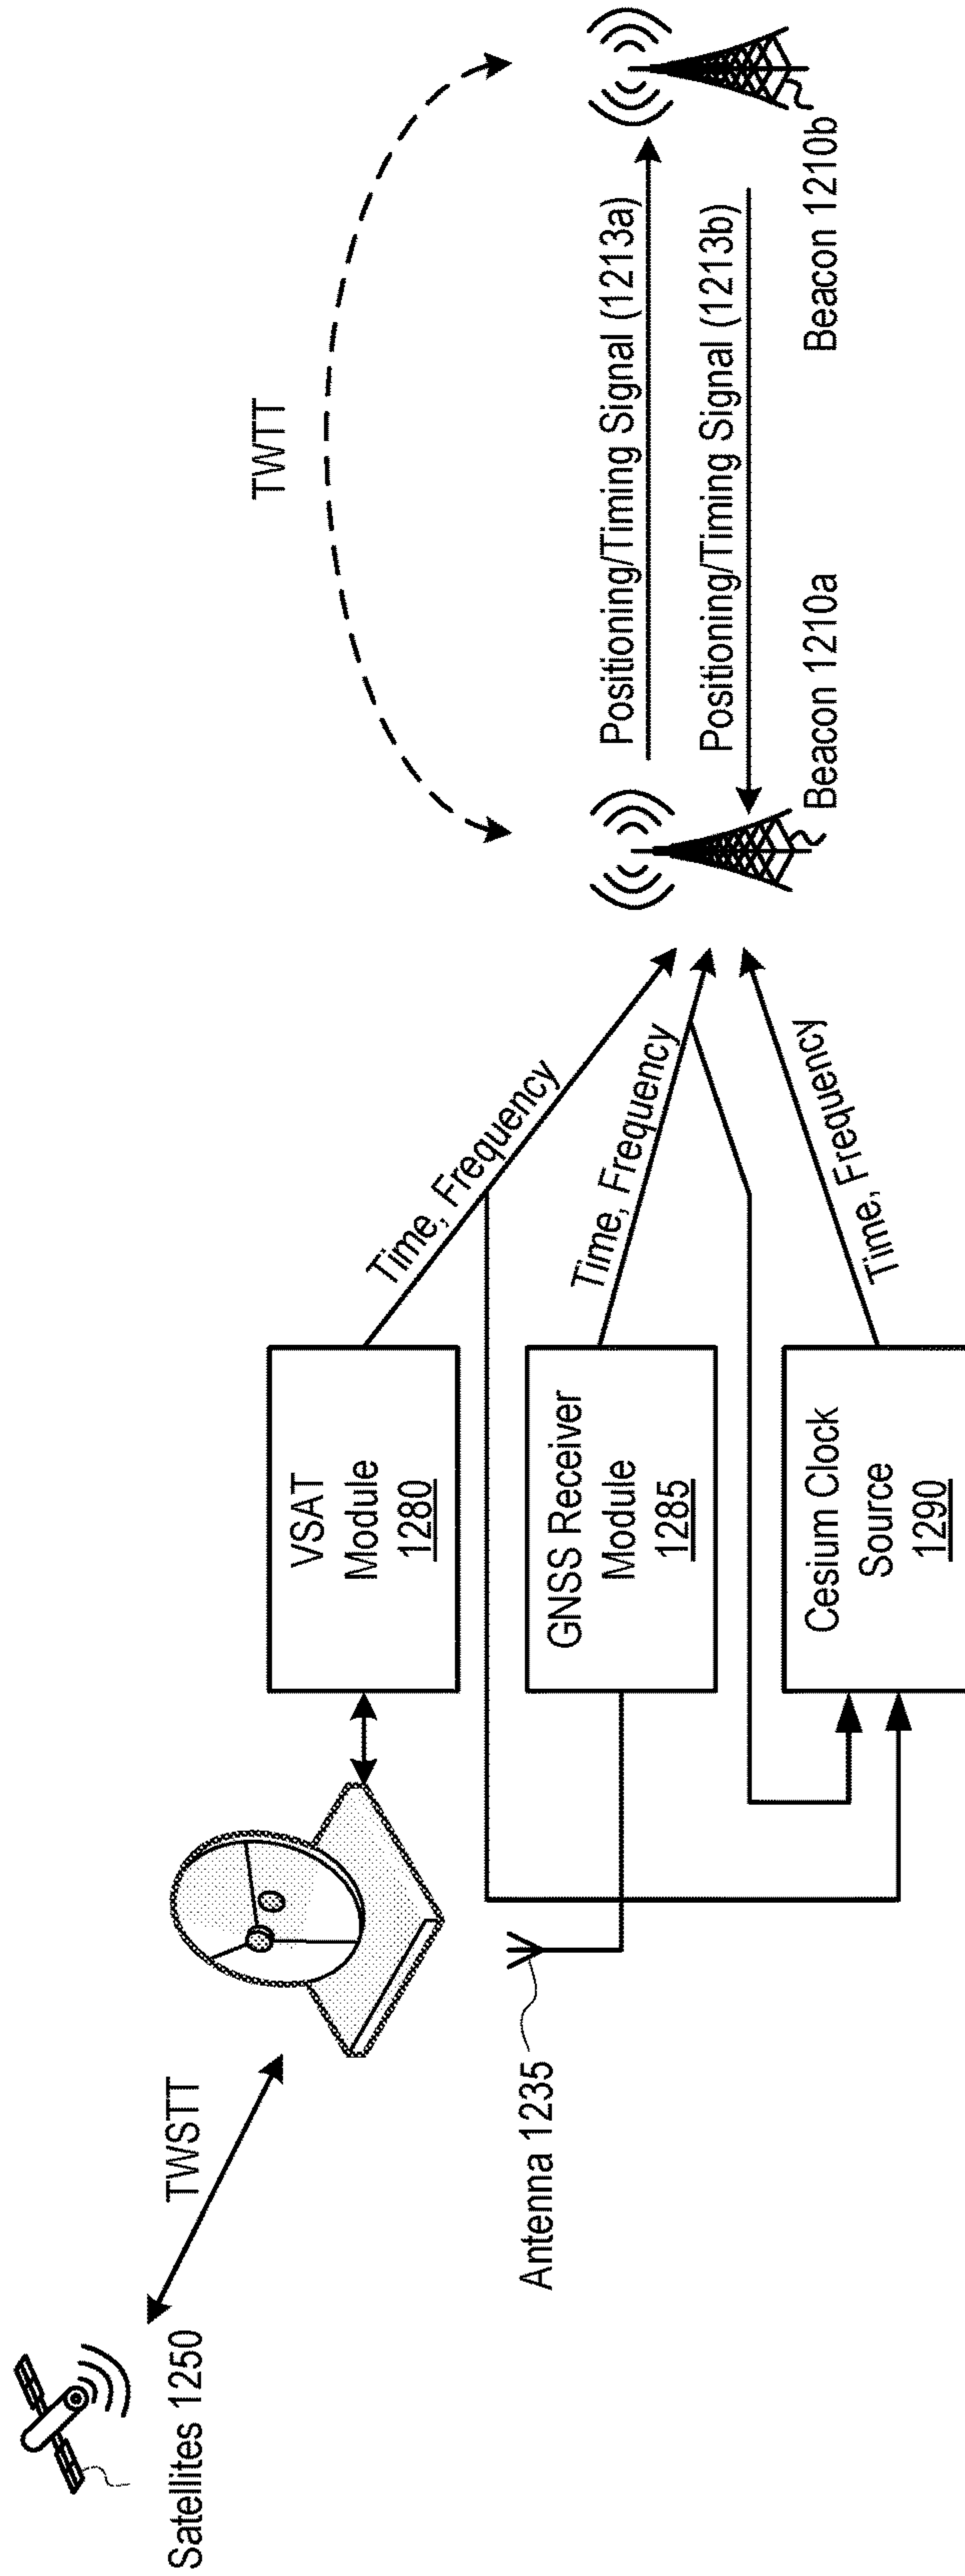 Satellites 1250
TWSTT
Antenna 1235
VSAT
Module
1280
GNSS Receiver
Module
1285
Cesium Clock
Source
1290
Time, Frequency
Time, Frequency
Time, Frequency
TWTT
Positioning/Timing Signal (1213a)
Positioning/Timing Signal (1213b)
Beacon 1210a
Beacon 1210b